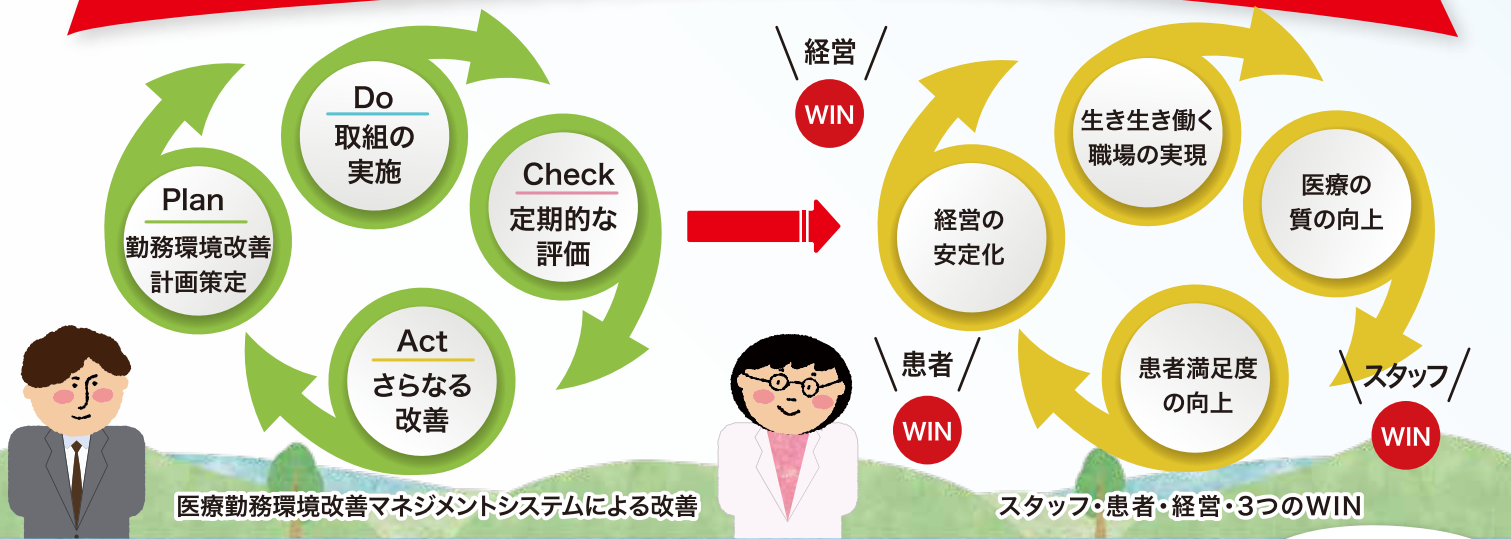 Plan
勤務環境改善
計画策定
Do
取組の
実施
Check
定期的な
評価
Act
さらなる
改善
医療勤務環境改善マネジメントシステムによる改善
経営
WIN
患者
WIN
スタッフ
WIN
経営の
安定化
生き生き働く
職場の実現
医療の
質の向上
患者満足度
の向上
スタッフ・患者・経営・3つのWIN